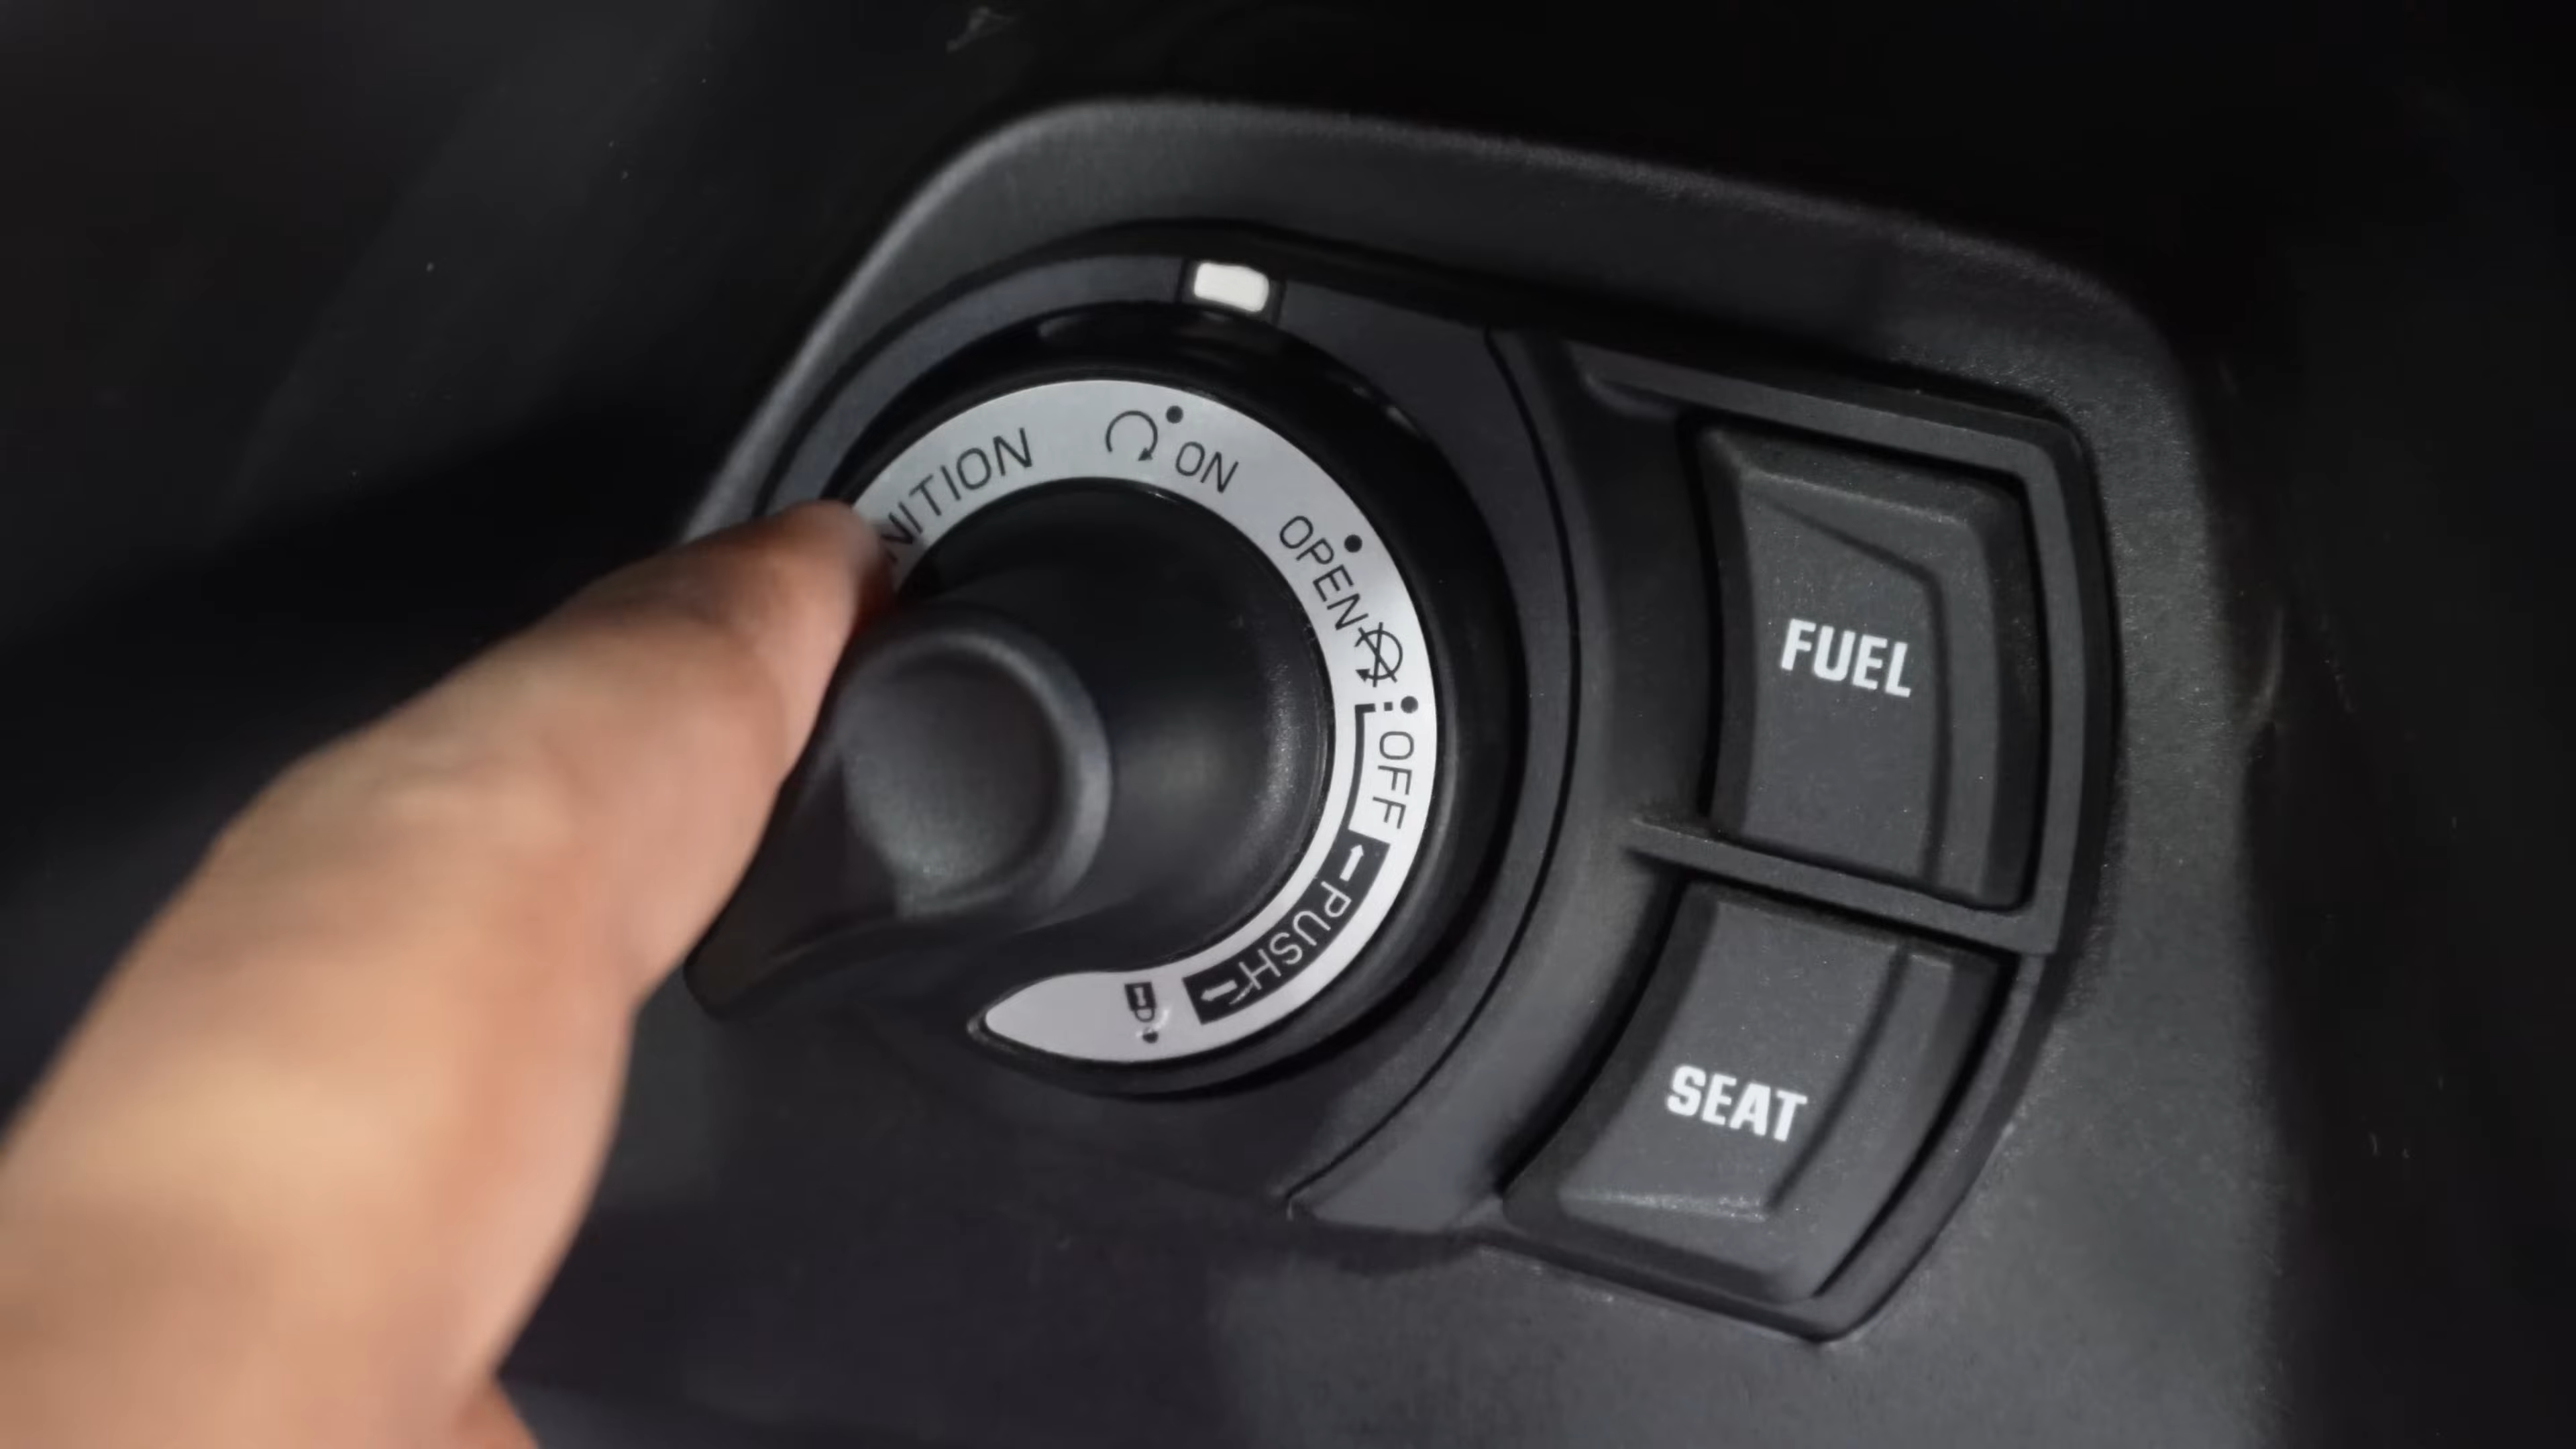 NITION
ON
OPEN
OFF
PUSH
FUEL
SEAT